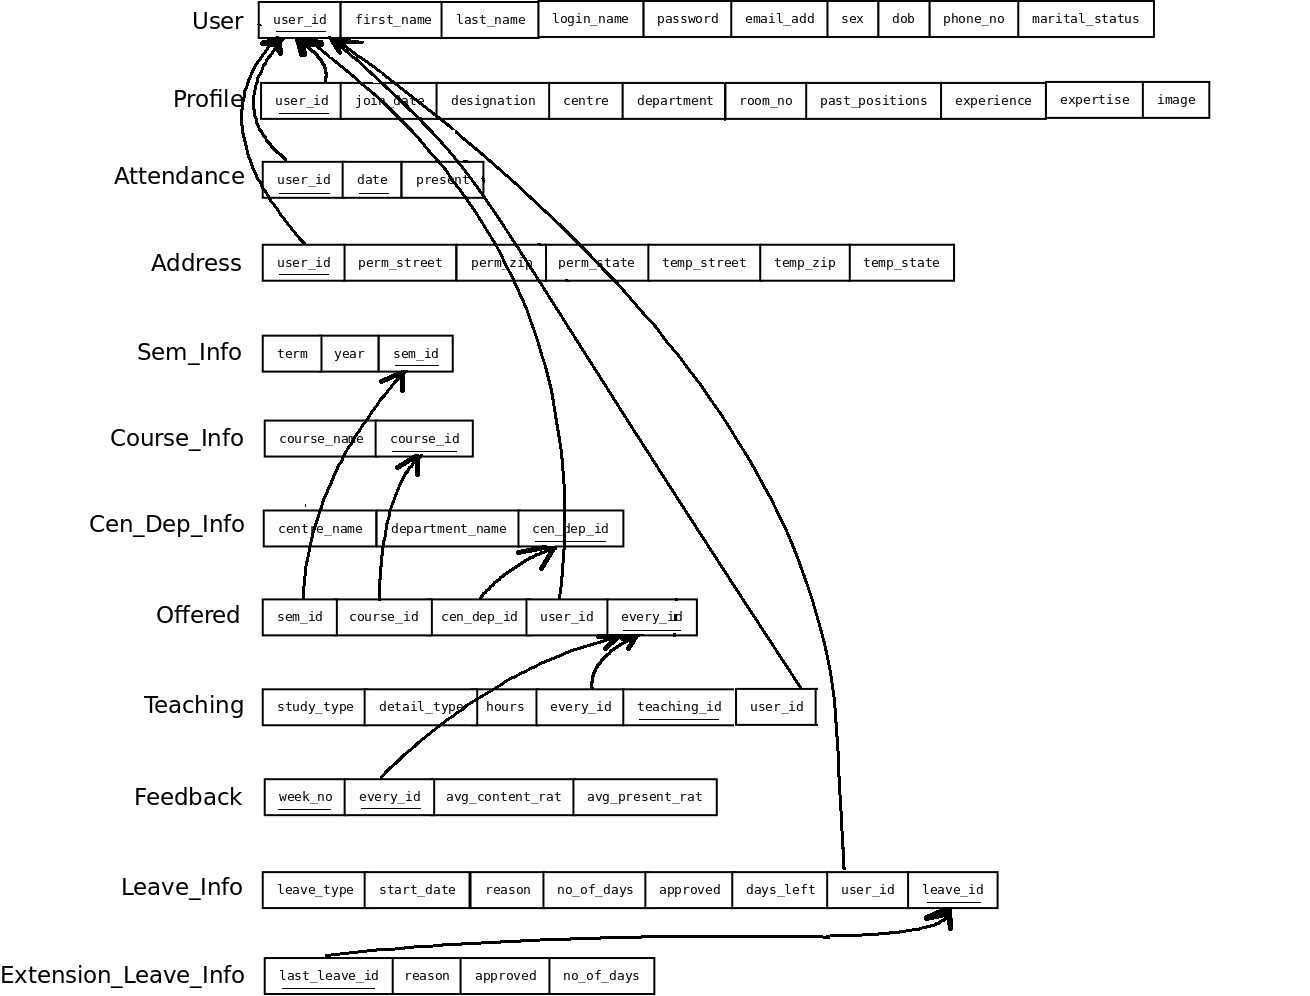 User user_id first_name last_name login_name password email_add sex dob phone_no marital_status
Profile user_id join_date designation centre department room_no past_positions experience expertise image
Attendance user_id date present
Address user_id perm_street perm_zip perm_state temp_street temp_zip temp_state
Sem_Info term year sem_id
Course_Info course_name course_id
Cen_Dep_Info centre_name department_name cen_dep_id
Offered sem_id course_id cen_dep_id user_id every_id
Teaching study_type detail_type hours every_id teaching_id user_id
Feedback week_no every_id avg_content_rat avg_present_rat
Leave_Info leave_type start_date reason no_of_days approved days_left user_id leave_id
Extension_Leave_Info last_leave_id reason approved no_of_days